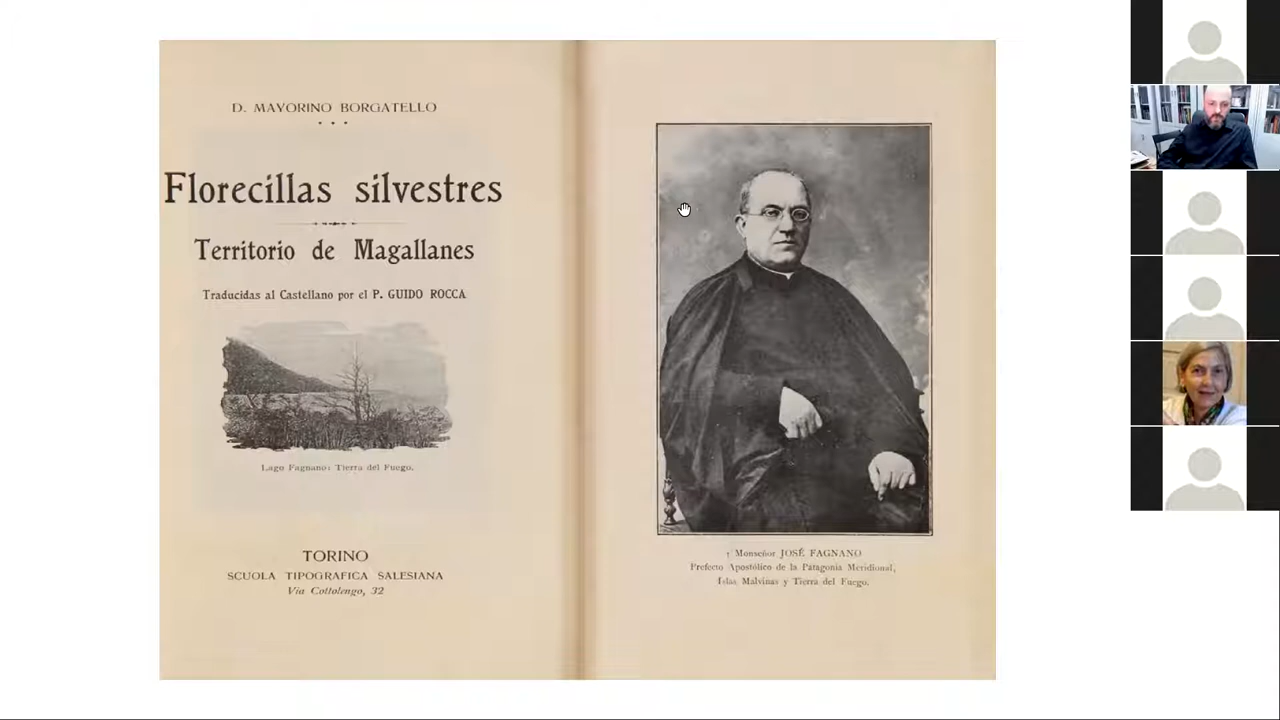 D. MAYORINO BORGATELLO
Florecillas silvestres
Territorio de Magallanes
Traducidas al Castellano por el P. GUIDO ROCCA
Lago Fagnano: Tierra del Fuego.
TORINO
SCUOLA TIPOGRAFICA SALESIANA
Via Cottolengo, 32
† Monseñor JOSÉ FAGNANO
Prefecto Apostólico de la Patagonia Meridional,
Islas Malvinas y Tierra del Fuego.